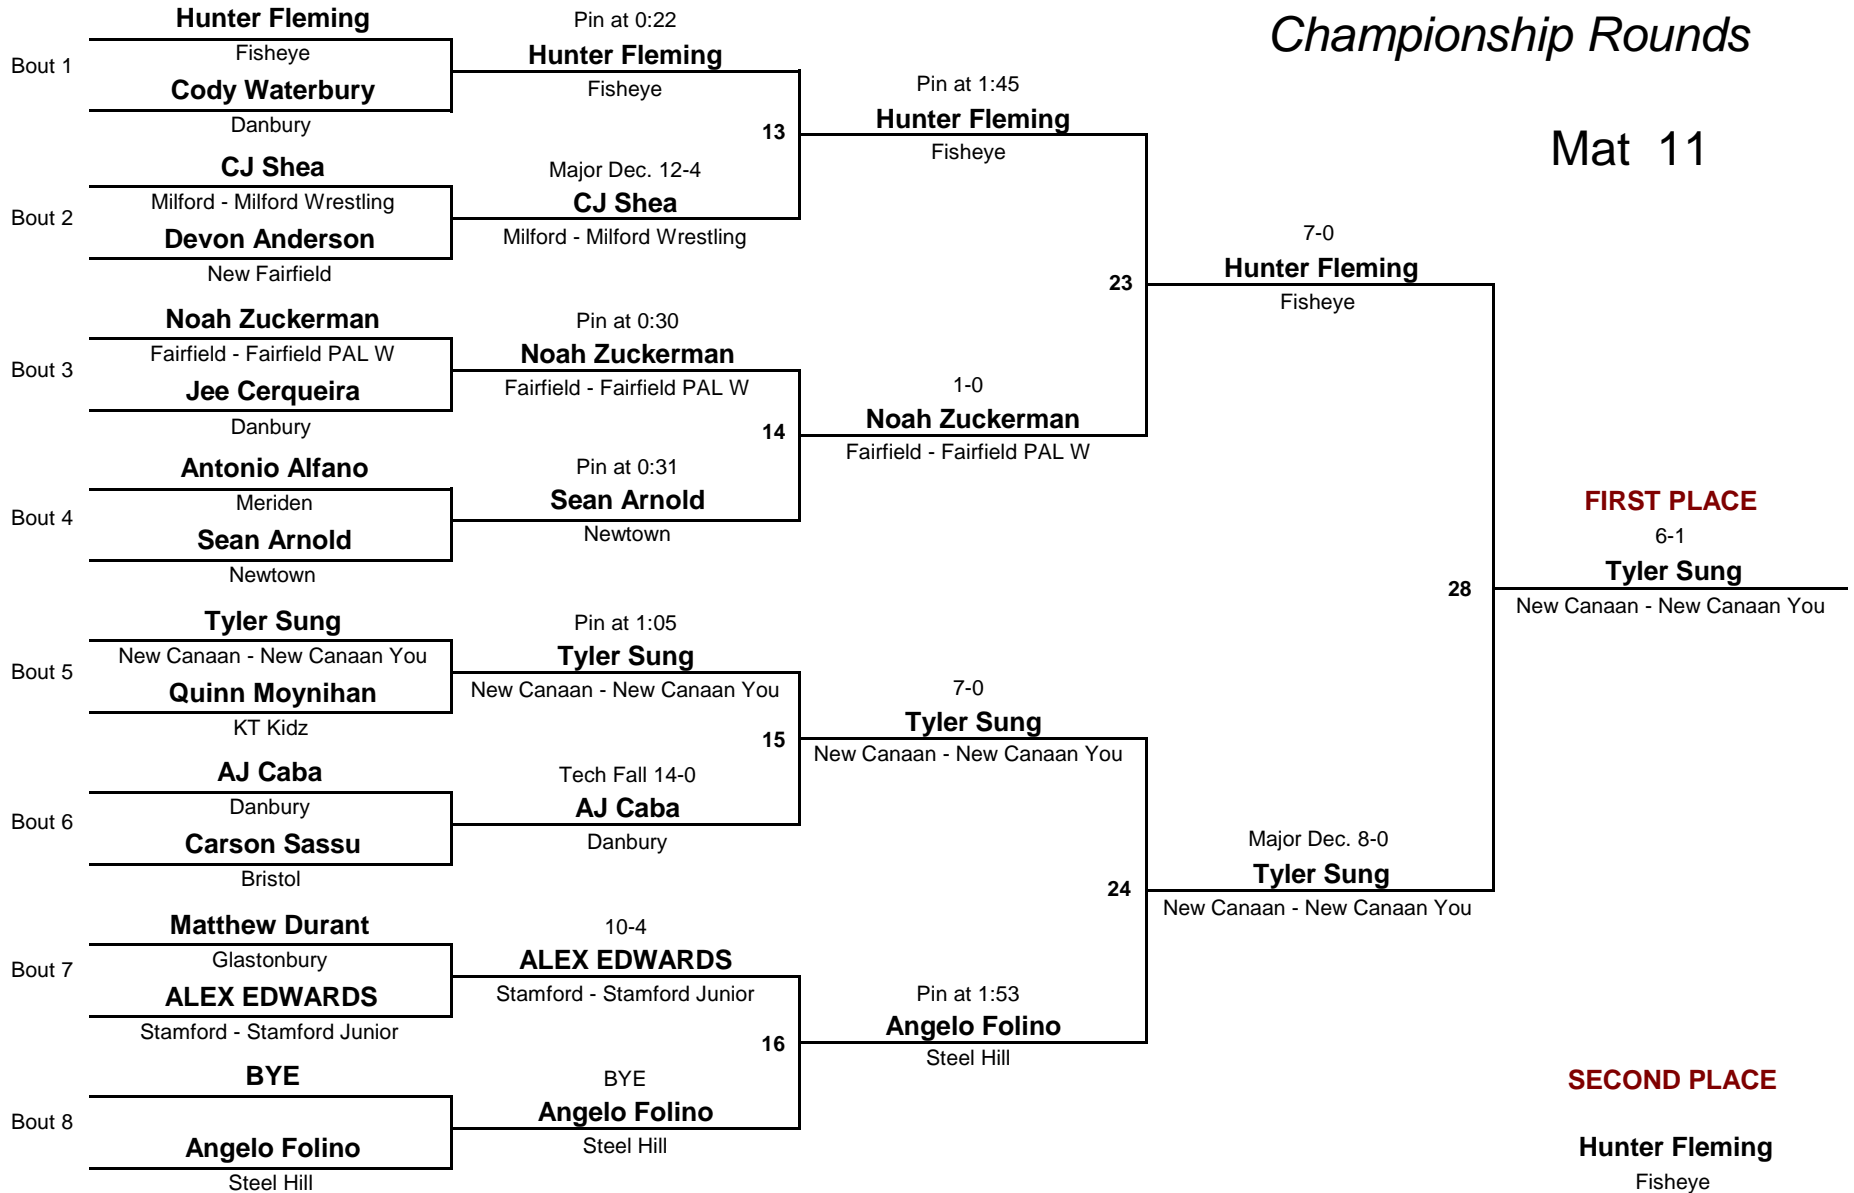 Championship Rounds
Mat 11
Bout 1
Hunter Fleming
Fisheye
Cody Waterbury
Danbury
Bout 2
CJ Shea
Milford - Milford Wrestling
Devon Anderson
New Fairfield
Bout 3
Noah Zuckerman
Fairfield - Fairfield PAL W
Jee Cerqueira
Danbury
Bout 4
Antonio Alfano
Meriden
Sean Arnold
Newtown
Bout 5
Tyler Sung
New Canaan - New Canaan You
Quinn Moynihan
KT Kidz
Bout 6
AJ Caba
Danbury
Carson Sassu
Bristol
Bout 7
Matthew Durant
Glastonbury
ALEX EDWARDS
Stamford - Stamford Junior
Bout 8
BYE
Angelo Folino
Steel Hill
Pin at 0:22
Hunter Fleming
Fisheye
13
Major Dec. 12-4
CJ Shea
Milford - Milford Wrestling
Pin at 0:30
Noah Zuckerman
Fairfield - Fairfield PAL W
14
Pin at 0:31
Sean Arnold
Newtown
Pin at 1:05
Tyler Sung
New Canaan - New Canaan You
15
Tech Fall 14-0
AJ Caba
Danbury
10-4
ALEX EDWARDS
Stamford - Stamford Junior
16
BYE
Angelo Folino
Steel Hill
Pin at 1:45
Hunter Fleming
Fisheye
23
1-0
Noah Zuckerman
Fairfield - Fairfield PAL W
7-0
Tyler Sung
New Canaan - New Canaan You
24
Pin at 1:53
Angelo Folino
Steel Hill
7-0
Hunter Fleming
Fisheye
28
Major Dec. 8-0
Tyler Sung
New Canaan - New Canaan You
FIRST PLACE
6-1
Tyler Sung
New Canaan - New Canaan You
SECOND PLACE
Hunter Fleming
Fisheye